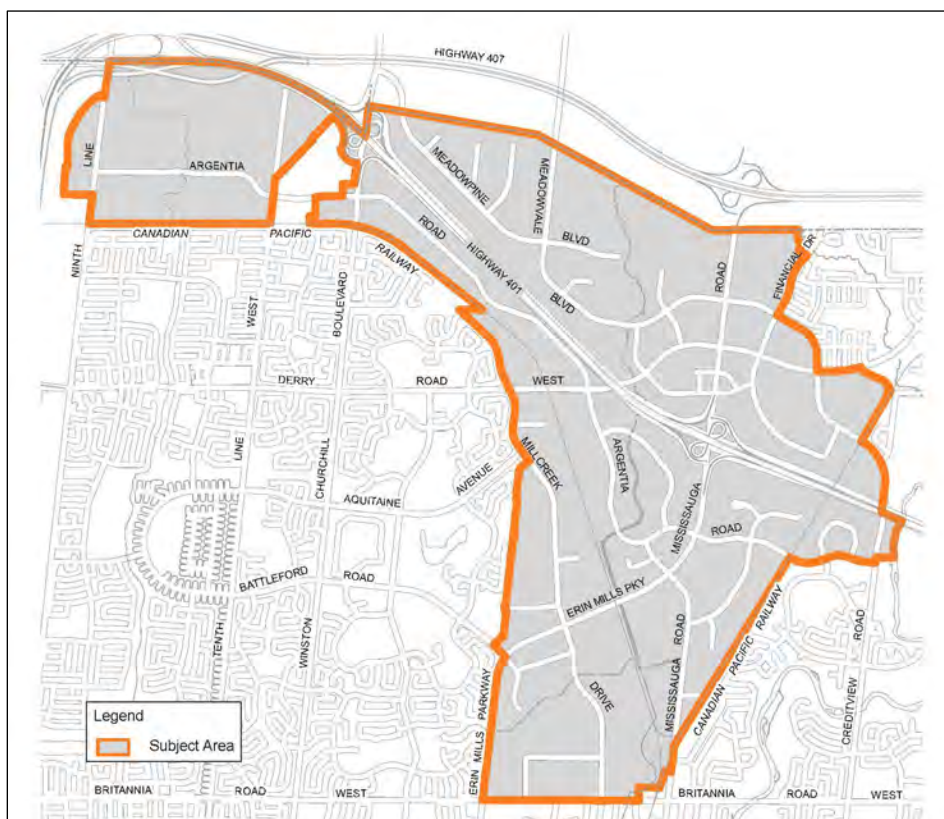 HIGHWAY 407
LINE
ARGENTIA
MEADOWPINE
MEADOWVALE
NINTH
CANADIAN
PACIFIC
RAILWAY
ROAD
HIGHWAY 401
BLVD
BLVD
ROAD
FINANCIAL DR
WEST
BOULEVARD
DERRY
ROAD
WEST
LINE
CHURCHILL
AQUITAINE
AVENUE
MILLCREEK
ARGENTIA
MISSISSAUGA
ROAD
BATTLEFORD
ROAD
ERIN MILLS PKY
TENTH
WINSTON
ERIN MILLS PARKWAY
DRIVE
MISSISSAUGA ROAD
CANADIAN PACIFIC RAILWAY
CREDITVIEW
ROAD
Legend
Subject Area
BRITANNIA
ROAD
WEST
BRITANNIA
ROAD
WEST